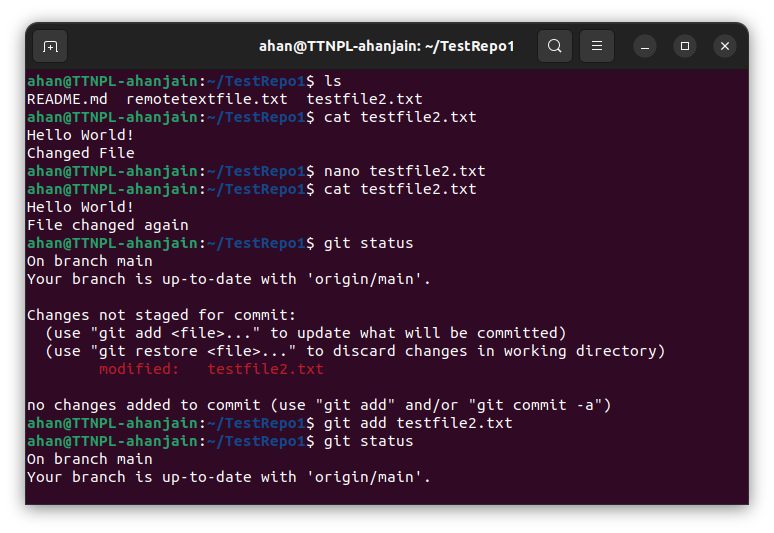 ahan@TTNPL-ahanjain: ~/TestRepo1
ahan@TTNPL-ahanjain:~/TestRepo1$ ls
README.md  remotetextfile.txt  testfile2.txt
ahan@TTNPL-ahanjain:~/TestRepo1$ cat testfile2.txt
Hello World!
Changed File
ahan@TTNPL-ahanjain:~/TestRepo1$ nano testfile2.txt
ahan@TTNPL-ahanjain:~/TestRepo1$ cat testfile2.txt
Hello World!
File changed again
ahan@TTNPL-ahanjain:~/TestRepo1$ git status
On branch main
Your branch is up-to-date with 'origin/main'.
Changes not staged for commit:
  (use "git add <file>..." to update what will be committed)
  (use "git restore <file>..." to discard changes in working directory)
        modified:   testfile2.txt
no changes added to commit (use "git add" and/or "git commit -a")
ahan@TTNPL-ahanjain:~/TestRepo1$ git add testfile2.txt
ahan@TTNPL-ahanjain:~/TestRepo1$ git status
On branch main
Your branch is up-to-date with 'origin/main'.